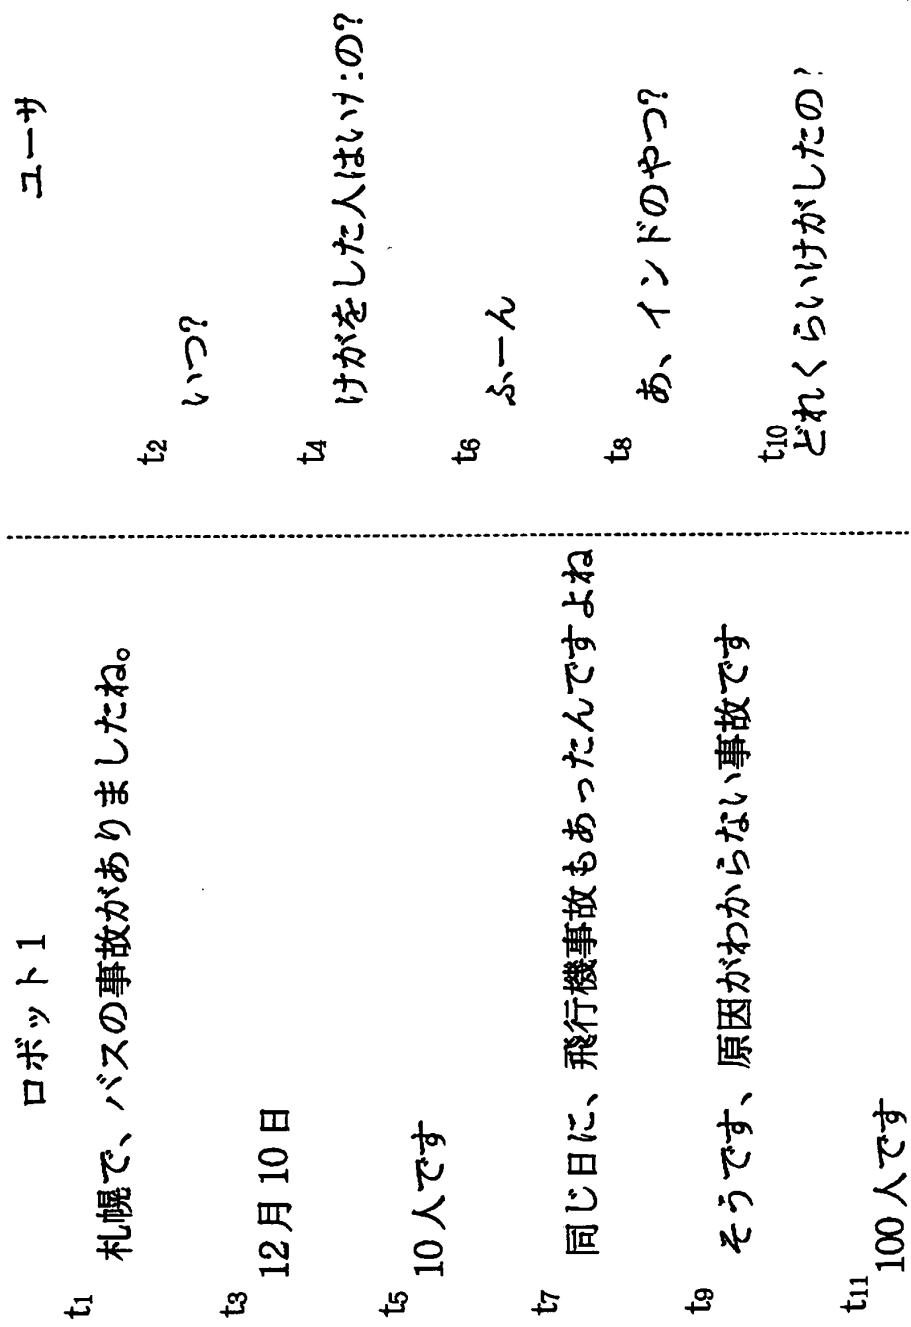 ロボット1 ユーサ
t1 札幌で、バスの事故がありましたね。
t2 いつ?
t3 12月10日
t4 けがをした人はいけ:の?
t5 10人です
t6 ふーん
t7 同じ日に、飛行機事故もあったんですよね
t8 あ、インドのやつ?
t9 そうです、原因がわからない事故です
t10 どれくらいけがしたの?
t11 100人です